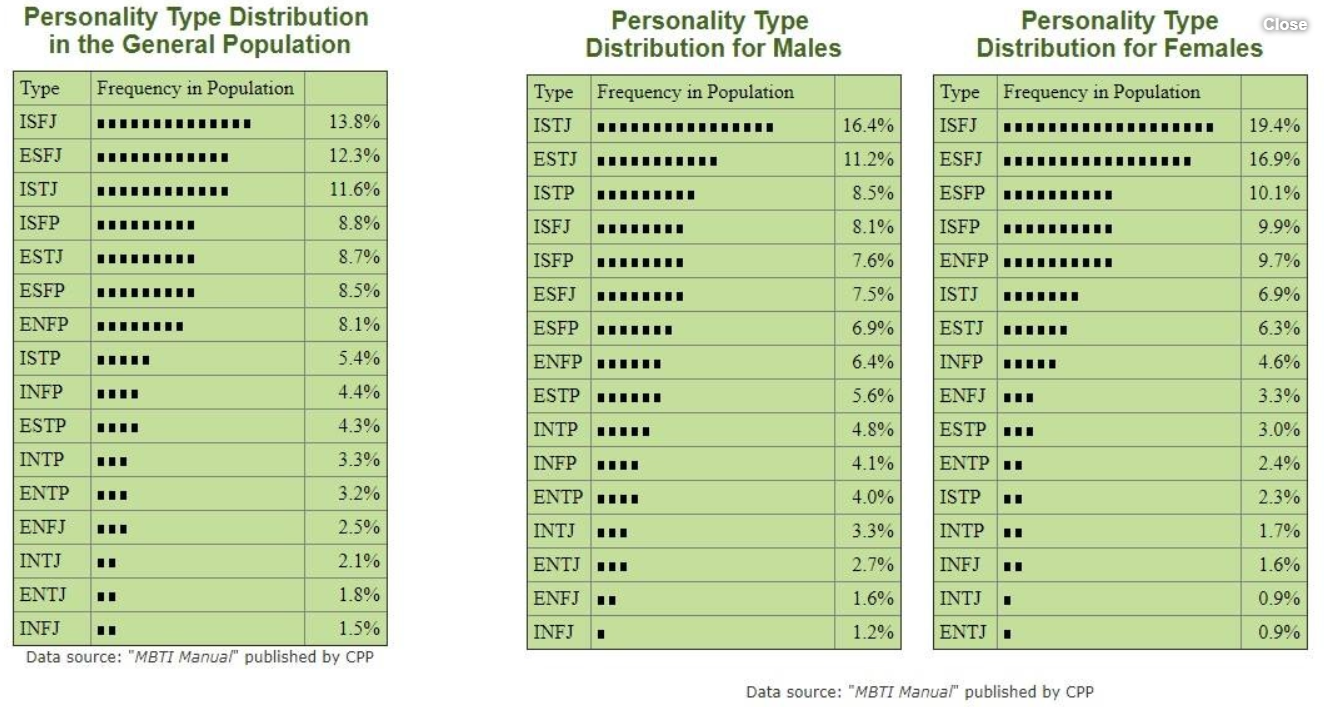 Personality Type Distribution
in the General Population
Type Frequency in Population
ISFJ 13.8%
ESFJ 12.3%
ISTJ 11.6%
ISFP 8.8%
ESTJ 8.7%
ESFP 8.5%
ENFP 8.1%
ISTP 5.4%
INFP 4.4%
ESTP 4.3%
INTP 3.3%
ENTP 3.2%
ENFJ 2.5%
INTJ 2.1%
ENTJ 1.8%
INFJ 1.5%
Data source: "MBTI Manual" published by CPP
Personality Type
Distribution for Males
Type Frequency in Population
ISTJ 16.4%
ESTJ 11.2%
ISTP 8.5%
ISFJ 8.1%
ISFP 7.6%
ESFJ 7.5%
ESFP 6.9%
ENFP 6.4%
ESTP 5.6%
INTP 4.8%
INFP 4.1%
ENTP 4.0%
INTJ 3.3%
ENTJ 2.7%
ENFJ 1.6%
INFJ 1.2%
Personality Type
Distribution for Females
Close
Type Frequency in Population
ISFJ 19.4%
ESFJ 16.9%
ESFP 10.1%
ISFP 9.9%
ENFP 9.7%
ISTJ 6.9%
ESTJ 6.3%
INFP 4.6%
ENFJ 3.3%
ESTP 3.0%
ENTP 2.4%
ISTP 2.3%
INTP 1.7%
INFJ 1.6%
INTJ 0.9%
ENTJ 0.9%
Data source: "MBTI Manual" published by CPP